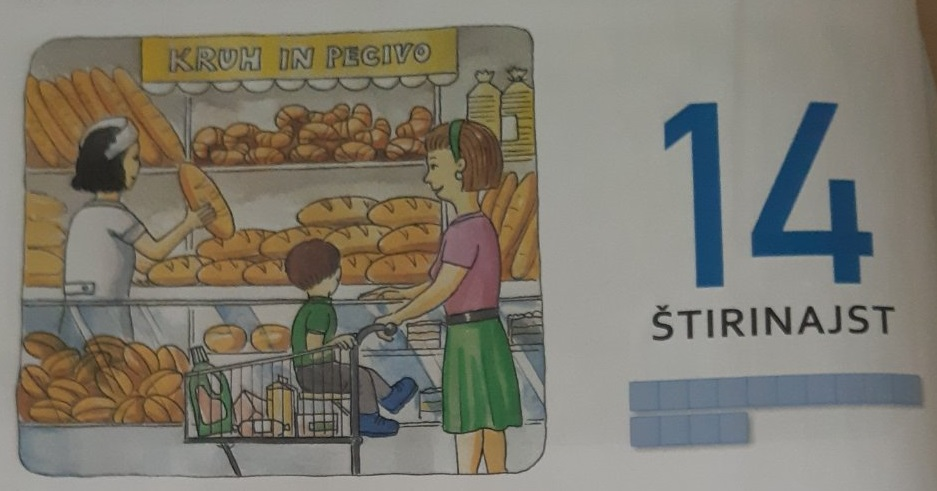 KRUH IN PECIVO
14
ŠTIRINAJST